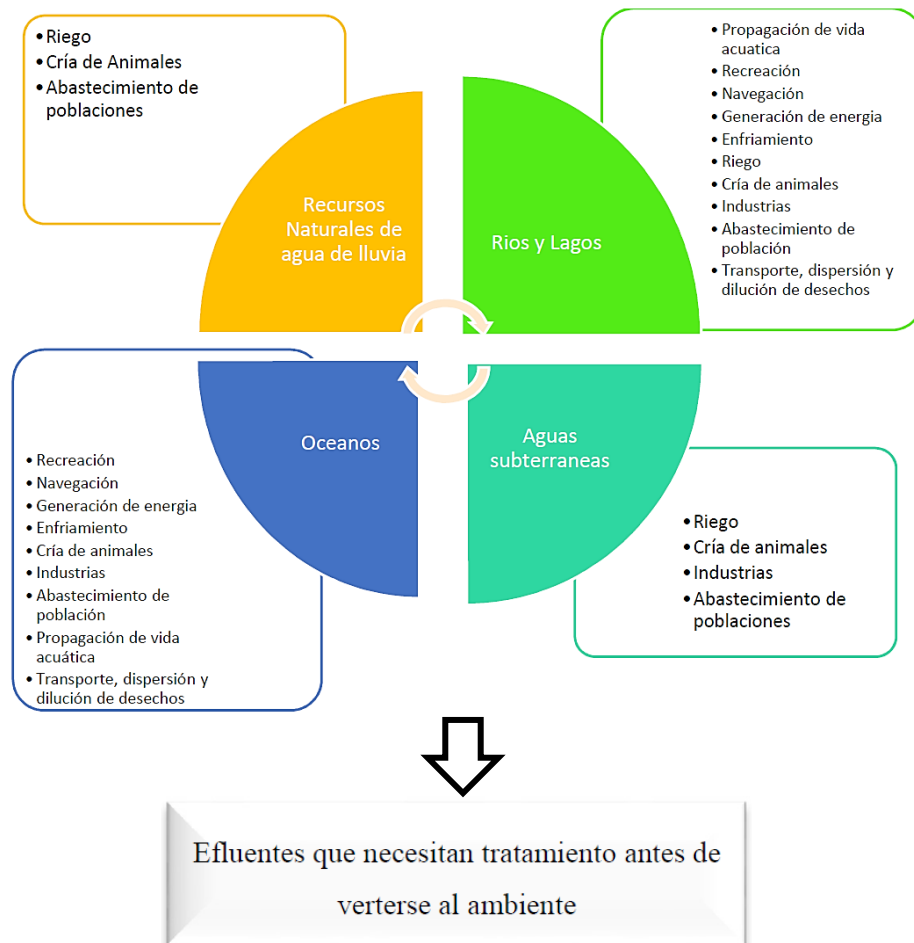 • Riego
• Cría de Animales
• Abastecimiento de
poblaciones
Recursos
Naturales de
agua de lluvia
• Propagación de vida
acuatica
• Recreación
• Navegación
• Generación de energia
• Enfriamiento
• Riego
• Cría de animales
• Industrias
• Abastecimiento de
población
• Transporte, dispersión y
dilución de desechos
Rios y Lagos
Oceanos
• Recreación
• Navegación
• Generación de energia
• Enfriamiento
• Cría de animales
• Industrias
• Abastecimiento de
población
• Propagación de vida
acuática
• Transporte, dispersión y
dilución de desechos
Aguas
subterraneas
• Riego
• Cría de animales
• Industrias
• Abastecimiento de
poblaciones
Efluentes que necesitan tratamiento antes de
verterse al ambiente